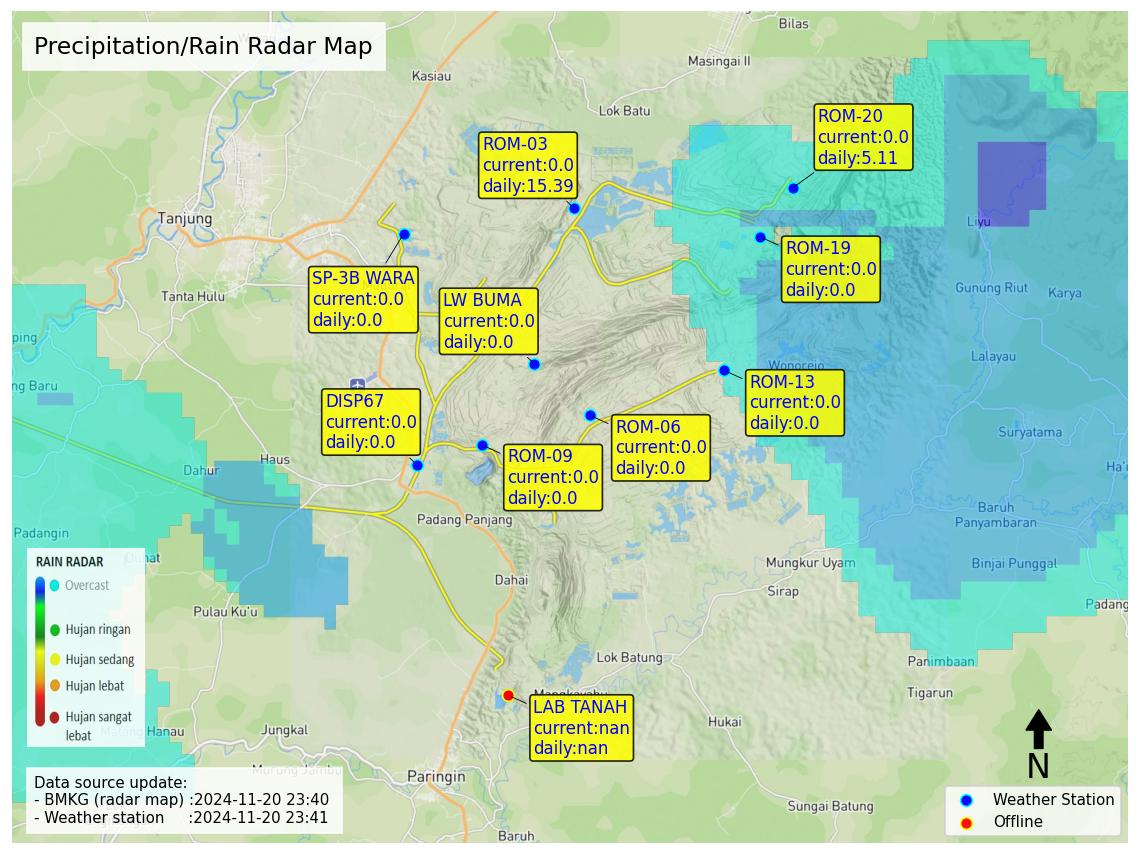 Precipitation/Rain Radar Map
Bilas
Masingai II
Kasiau
Lok Batu
ROM-20
current:0.0
daily:5.11
ROM-03
current:0.0
daily:15.39
Tanjung
Liyu
ROM-19
current:0.0
daily:0.0
SP-3B WARA
current:0.0
daily:0.0
Tanta Hulu
LW BUMA
current:0.0
daily:0.0
Gunung Riut
Karya
ping
Lalayau
Wonorejo
ng Baru
ROM-13
current:0.0
daily:0.0
DISP67
current:0.0
daily:0.0
ROM-06
current:0.0
daily:0.0
Suryatama
ROM-09
current:0.0
daily:0.0
Haus
Dahur
Ha'u
Padang Panjang
Baruh
Panyambaran
Padangin
Mungkur Uyam
Binjai Punggal
Dahai
Sirap
Padang
Pulau Ku'u
RAIN RADAR
Overcast
Hujan ringan
Hujan sedang
Hujan lebat
Hujan sangat
lebat
Lok Batung
Panimbaan
Tigarun
LAB TANAH
current:nan
daily:nan
Hukai
Jungkal
Manau
Murung Jambu
Paringin
N
Sungai Batung
Baruh
Data source update:
- BMKG (radar map) :2024-11-20 23:40
- Weather station :2024-11-20 23:41
Weather Station
Offline